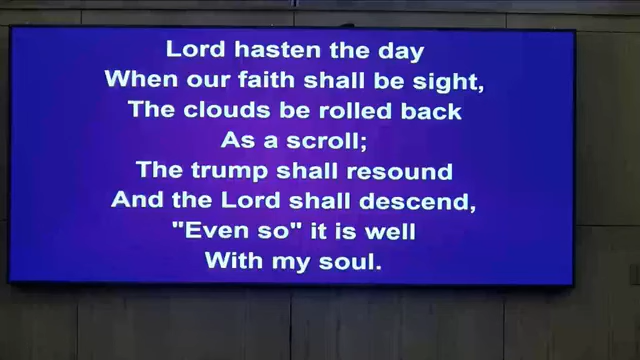 Lord hasten the day
When our faith shall be sight,
The clouds be rolled back
As a scroll;
The trump shall resound
And the Lord shall descend,
"Even so" it is well
With my soul.